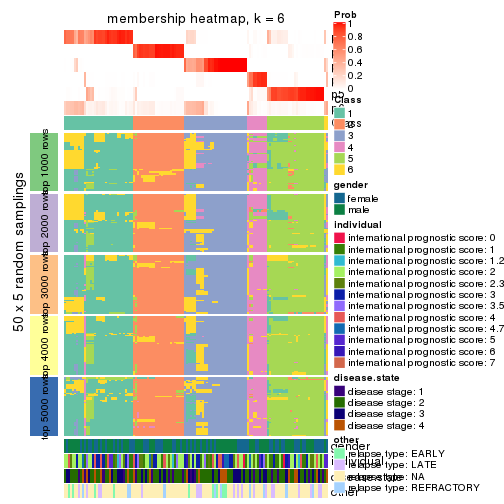 membership heatmap, k = 6
50 x 5 random samplings
top 1000 rows
top 2000 rows
top 3000 rows
top 4000 rows
top 5000 rows
Prob
1
0.8
0.6
0.4
0.2
0
Class
1
2
3
4
5
6
gender
female
male
individual
international prognostic score: 0
international prognostic score: 1
international prognostic score: 1.2
international prognostic score: 2
international prognostic score: 2.3
international prognostic score: 3
international prognostic score: 3.5
international prognostic score: 4
international prognostic score: 4.7
international prognostic score: 5
international prognostic score: 6
international prognostic score: 7
disease.state
disease stage: 1
disease stage: 2
disease stage: 3
disease stage: 4
other
relapse type: EARLY
relapse type: LATE
relapse type: NA
relapse type: REFRACTORY
gender
individual
disease.state
other